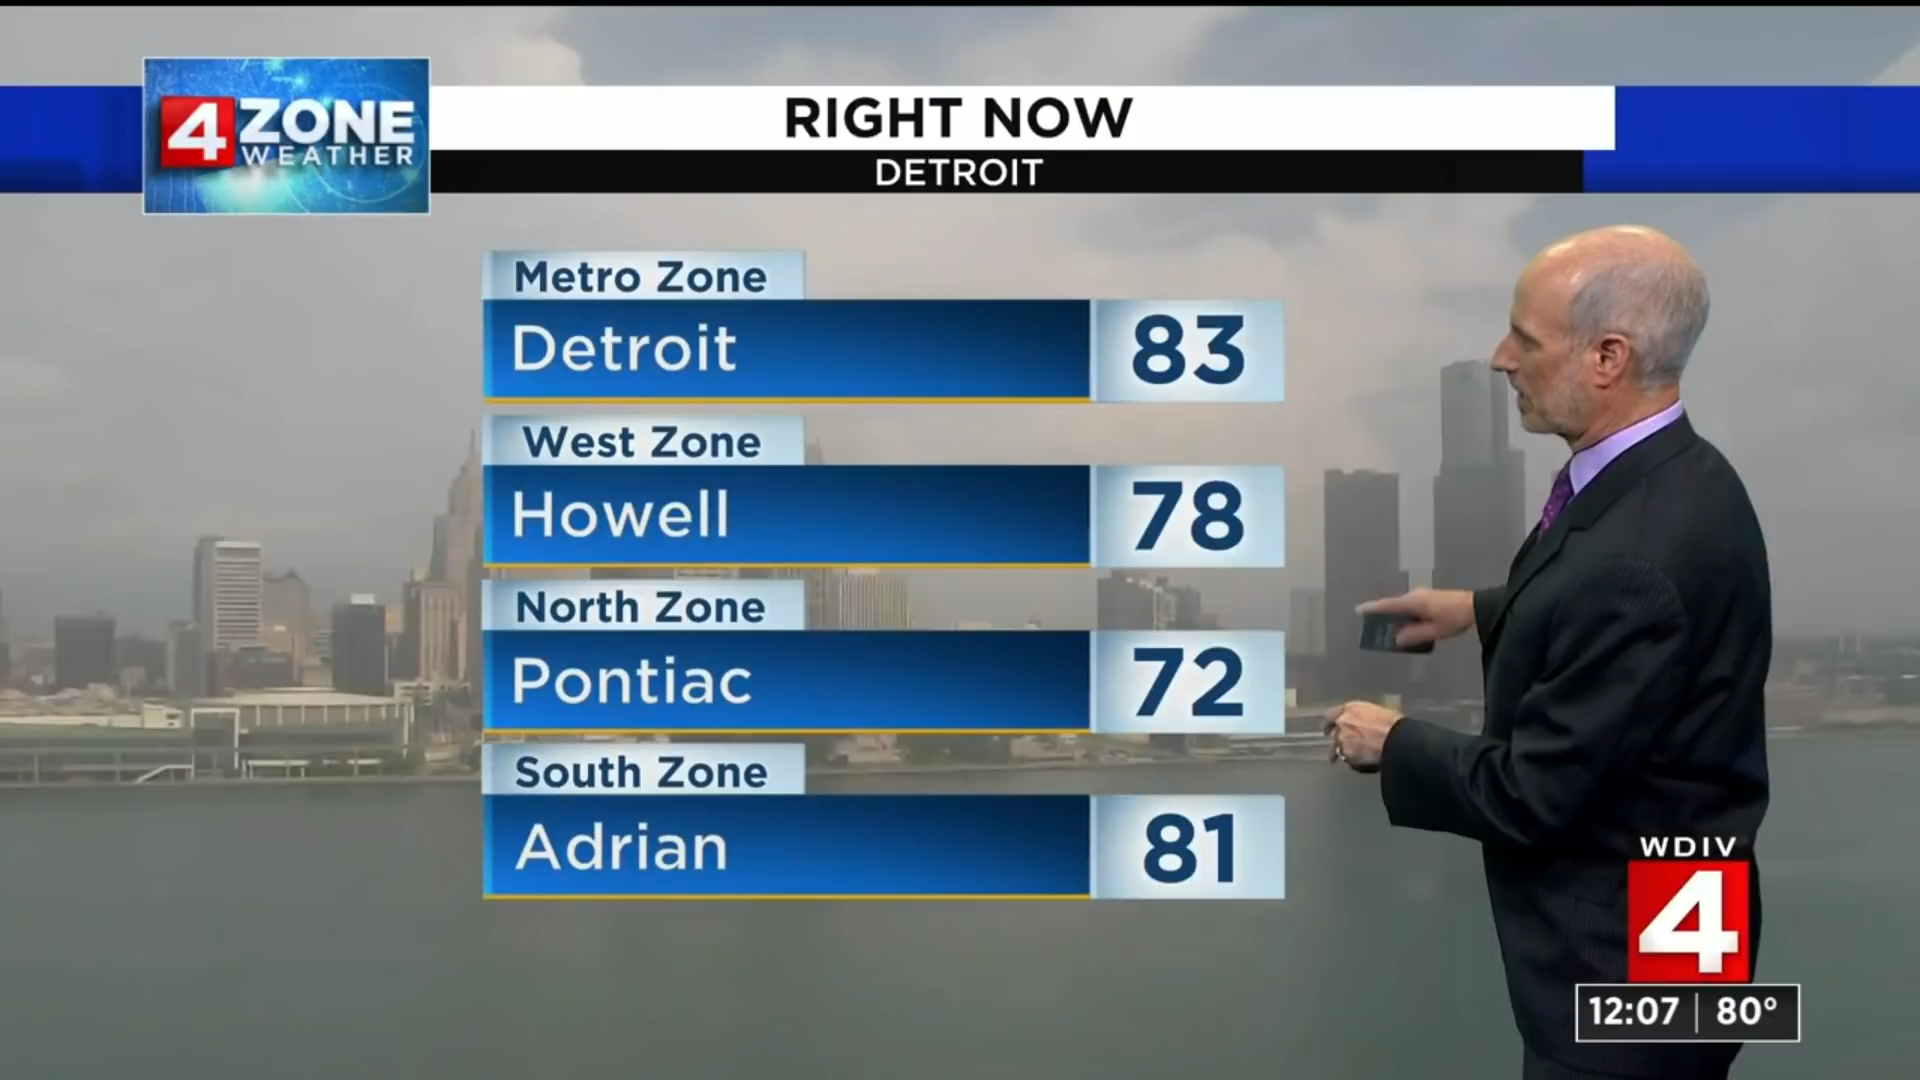 4 ZONE
WEATHER
RIGHT NOW
DETROIT
Metro Zone
Detroit 83
West Zone
Howell 78
North Zone
Pontiac 72
South Zone
Adrian 81
WDIV
4
12:07 80°